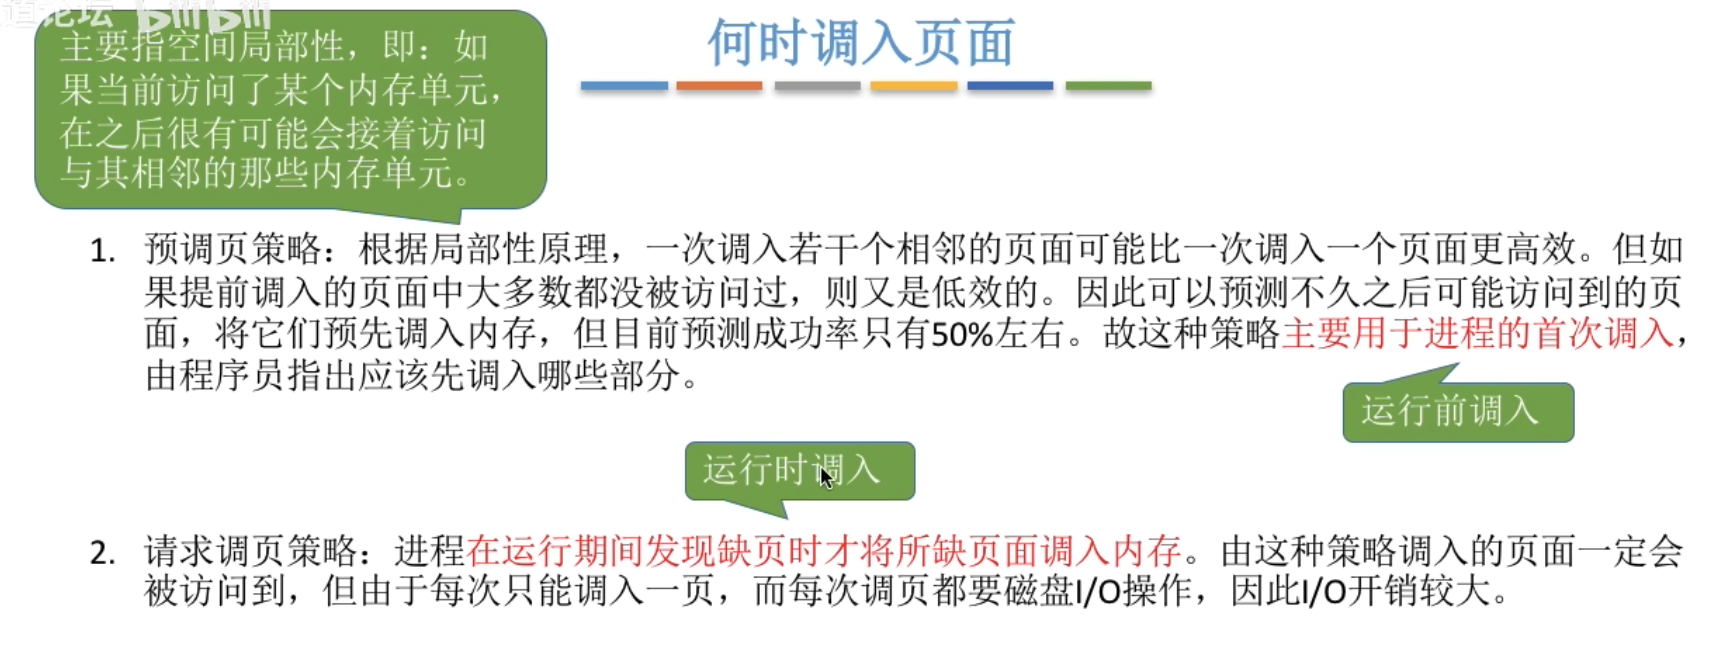 道论坛 bilibili
何时调入页面
主要指空间局部性，即：如
果当前访问了某个内存单元，
在之后很有可能会接着访问
与其相邻的那些内存单元。
1. 预调页策略：根据局部性原理，一次调入若干个相邻的页面可能比一次调入一个页面更高效。但如
果提前调入的页面中大多数都没被访问过，则又是低效的。因此可以预测不久之后可能访问到的页
面，将它们预先调入内存，但目前预测成功率只有50%左右。故这种策略主要用于进程的首次调入，
由程序员指出应该先调入哪些部分。
运行前调入
运行时调入
2. 请求调页策略：进程在运行期间发现缺页时才将所缺页面调入内存。由这种策略调入的页面一定会
被访问到，但由于每次只能调入一页，而每次调页都要磁盘I/O操作，因此I/O开销较大。